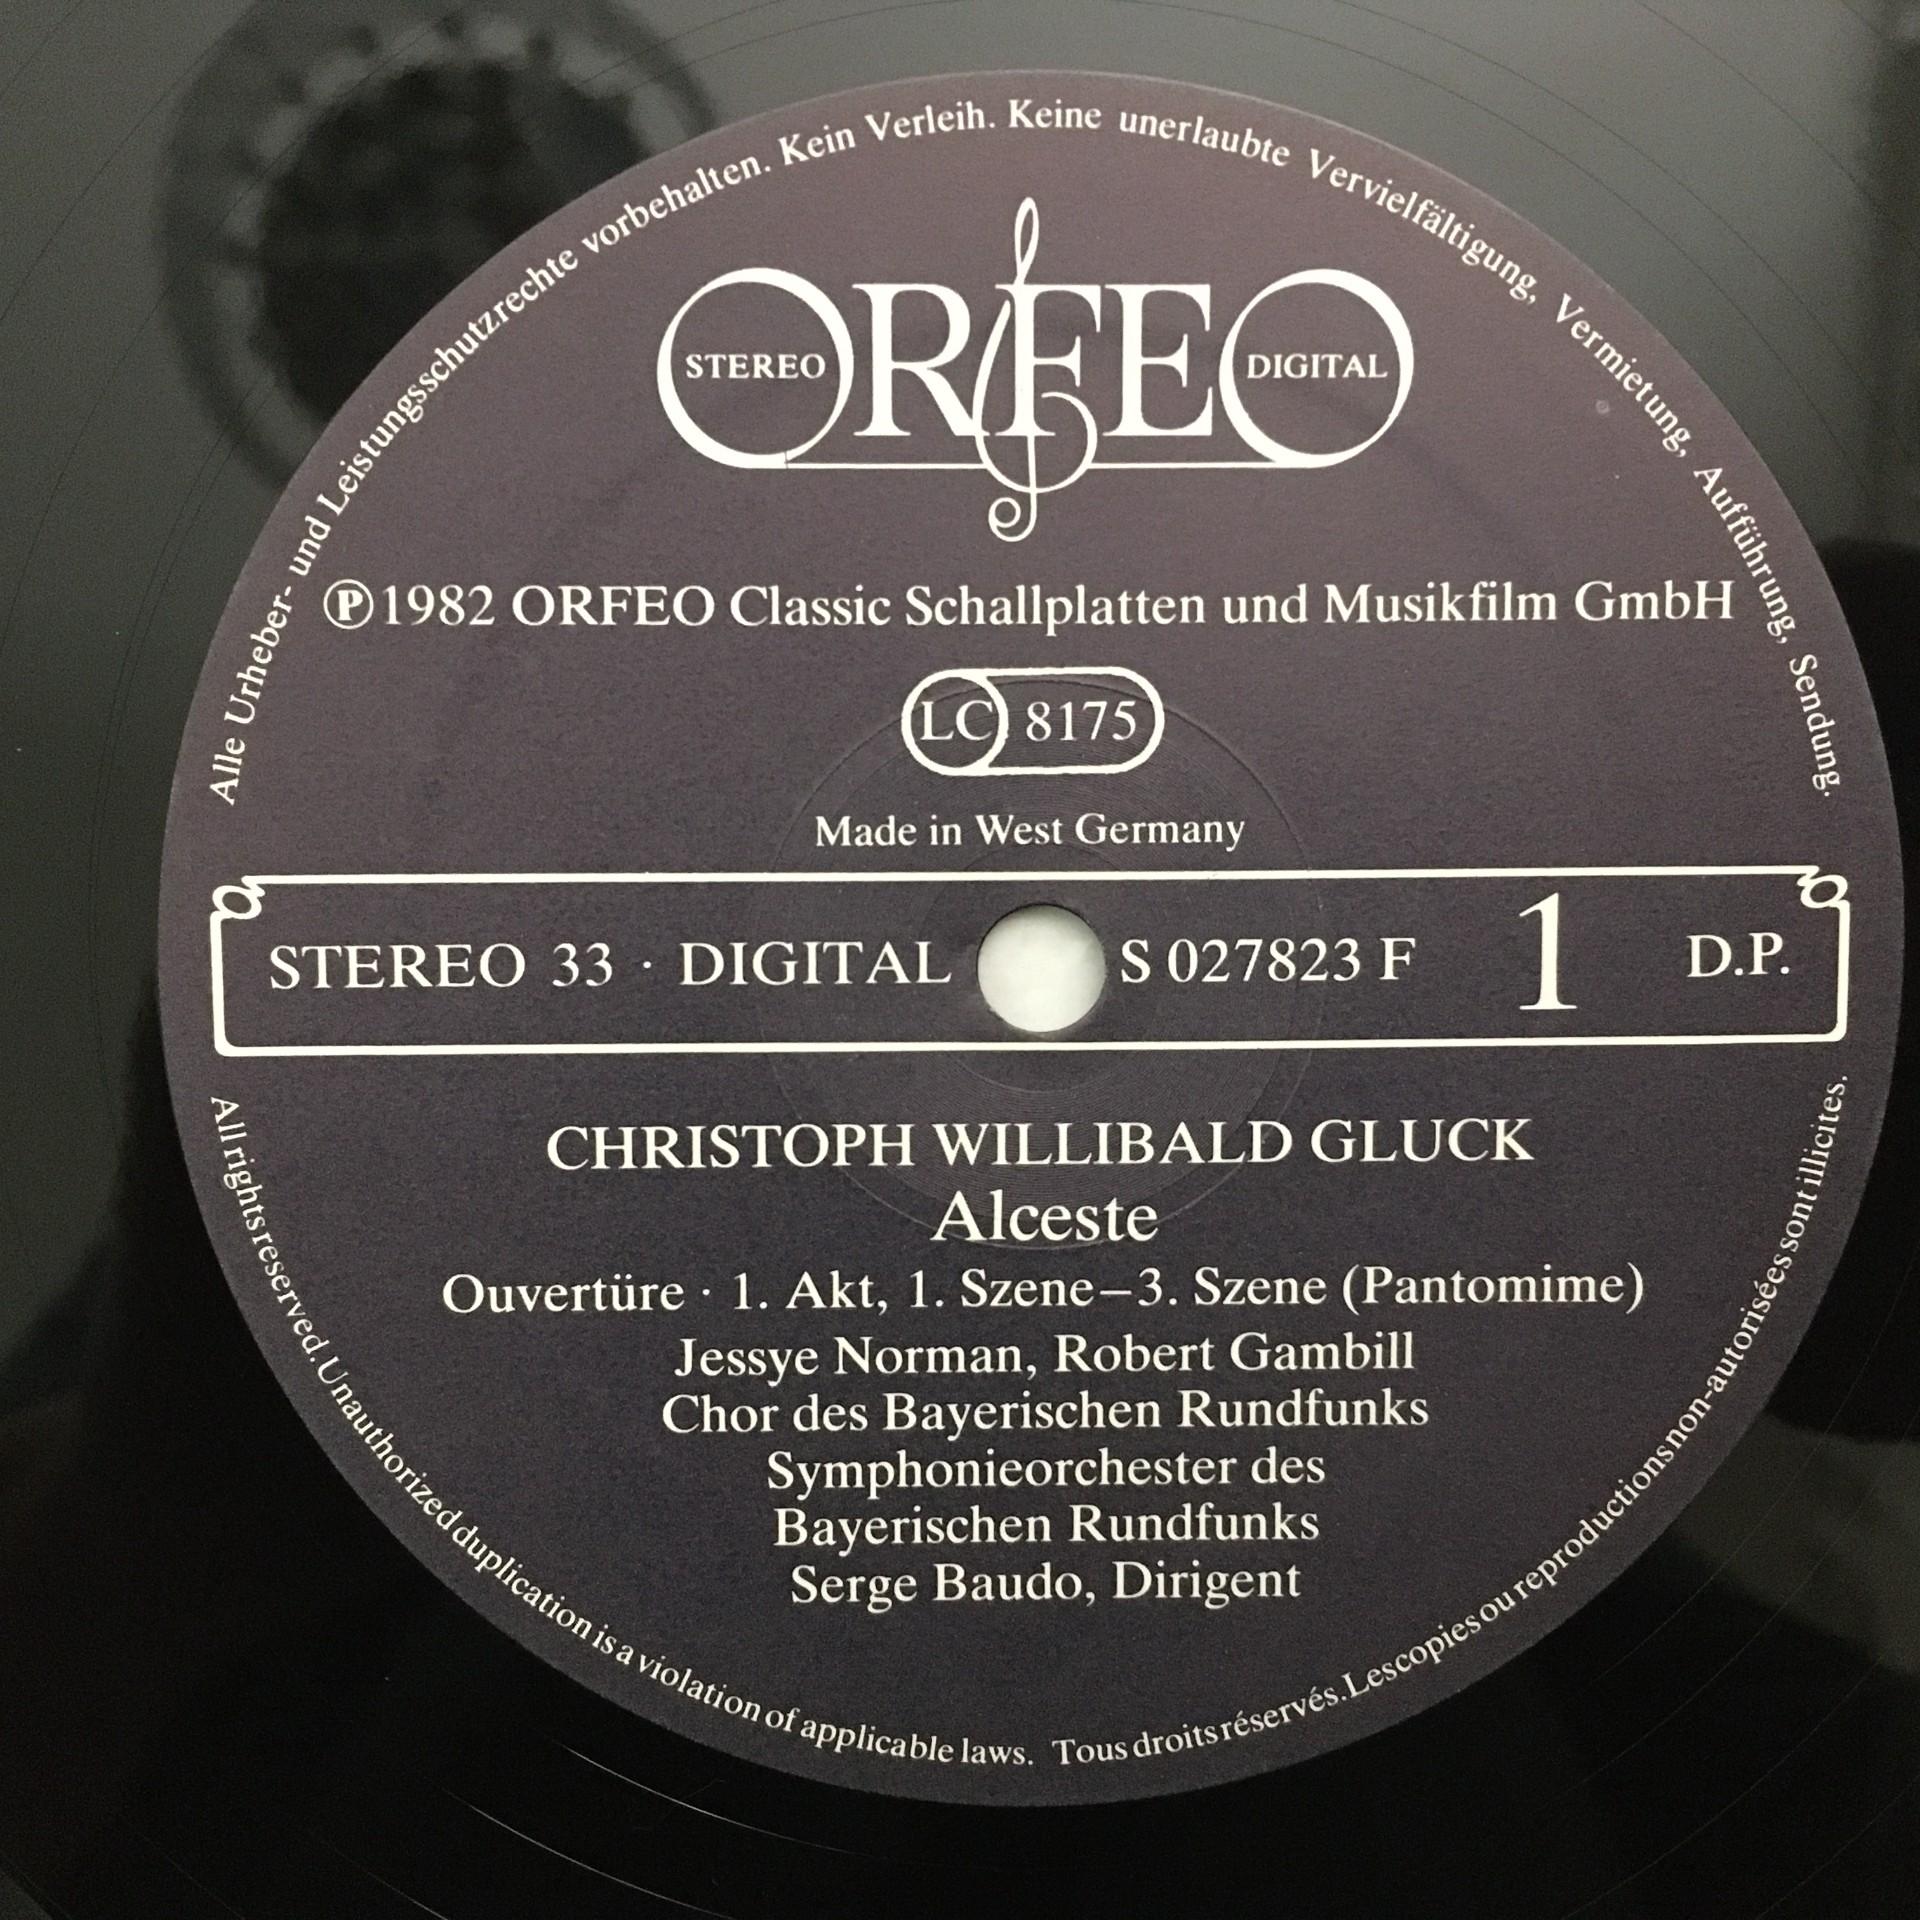 Alle Urheber- und Leistungsschutzrechte vorbehalten. Kein Verleih. Keine unerlaubte Vervielfältigung, Vermietung, Aufführung, Sendung.
ORFEO
STEREO
DIGITAL
Ⓟ1982 ORFEO Classic Schallplatten und Musikfilm GmbH
LC 8175
Made in West Germany
STEREO 33 · DIGITAL S 027823 F 1 D.P.
CHRISTOPH WILLIBALD GLUCK
Alceste
Ouvertüre · 1. Akt, 1. Szene–3. Szene (Pantomime)
Jessye Norman, Robert Gambill
Chor des Bayerischen Rundfunks
Symphonieorchester des
Bayerischen Rundfunks
Serge Baudo, Dirigent
All rights reserved. Unauthorized duplication is a violation of applicable laws. Tous droits réservés. Les copies ou reproductions non-autorisées sont illicites.